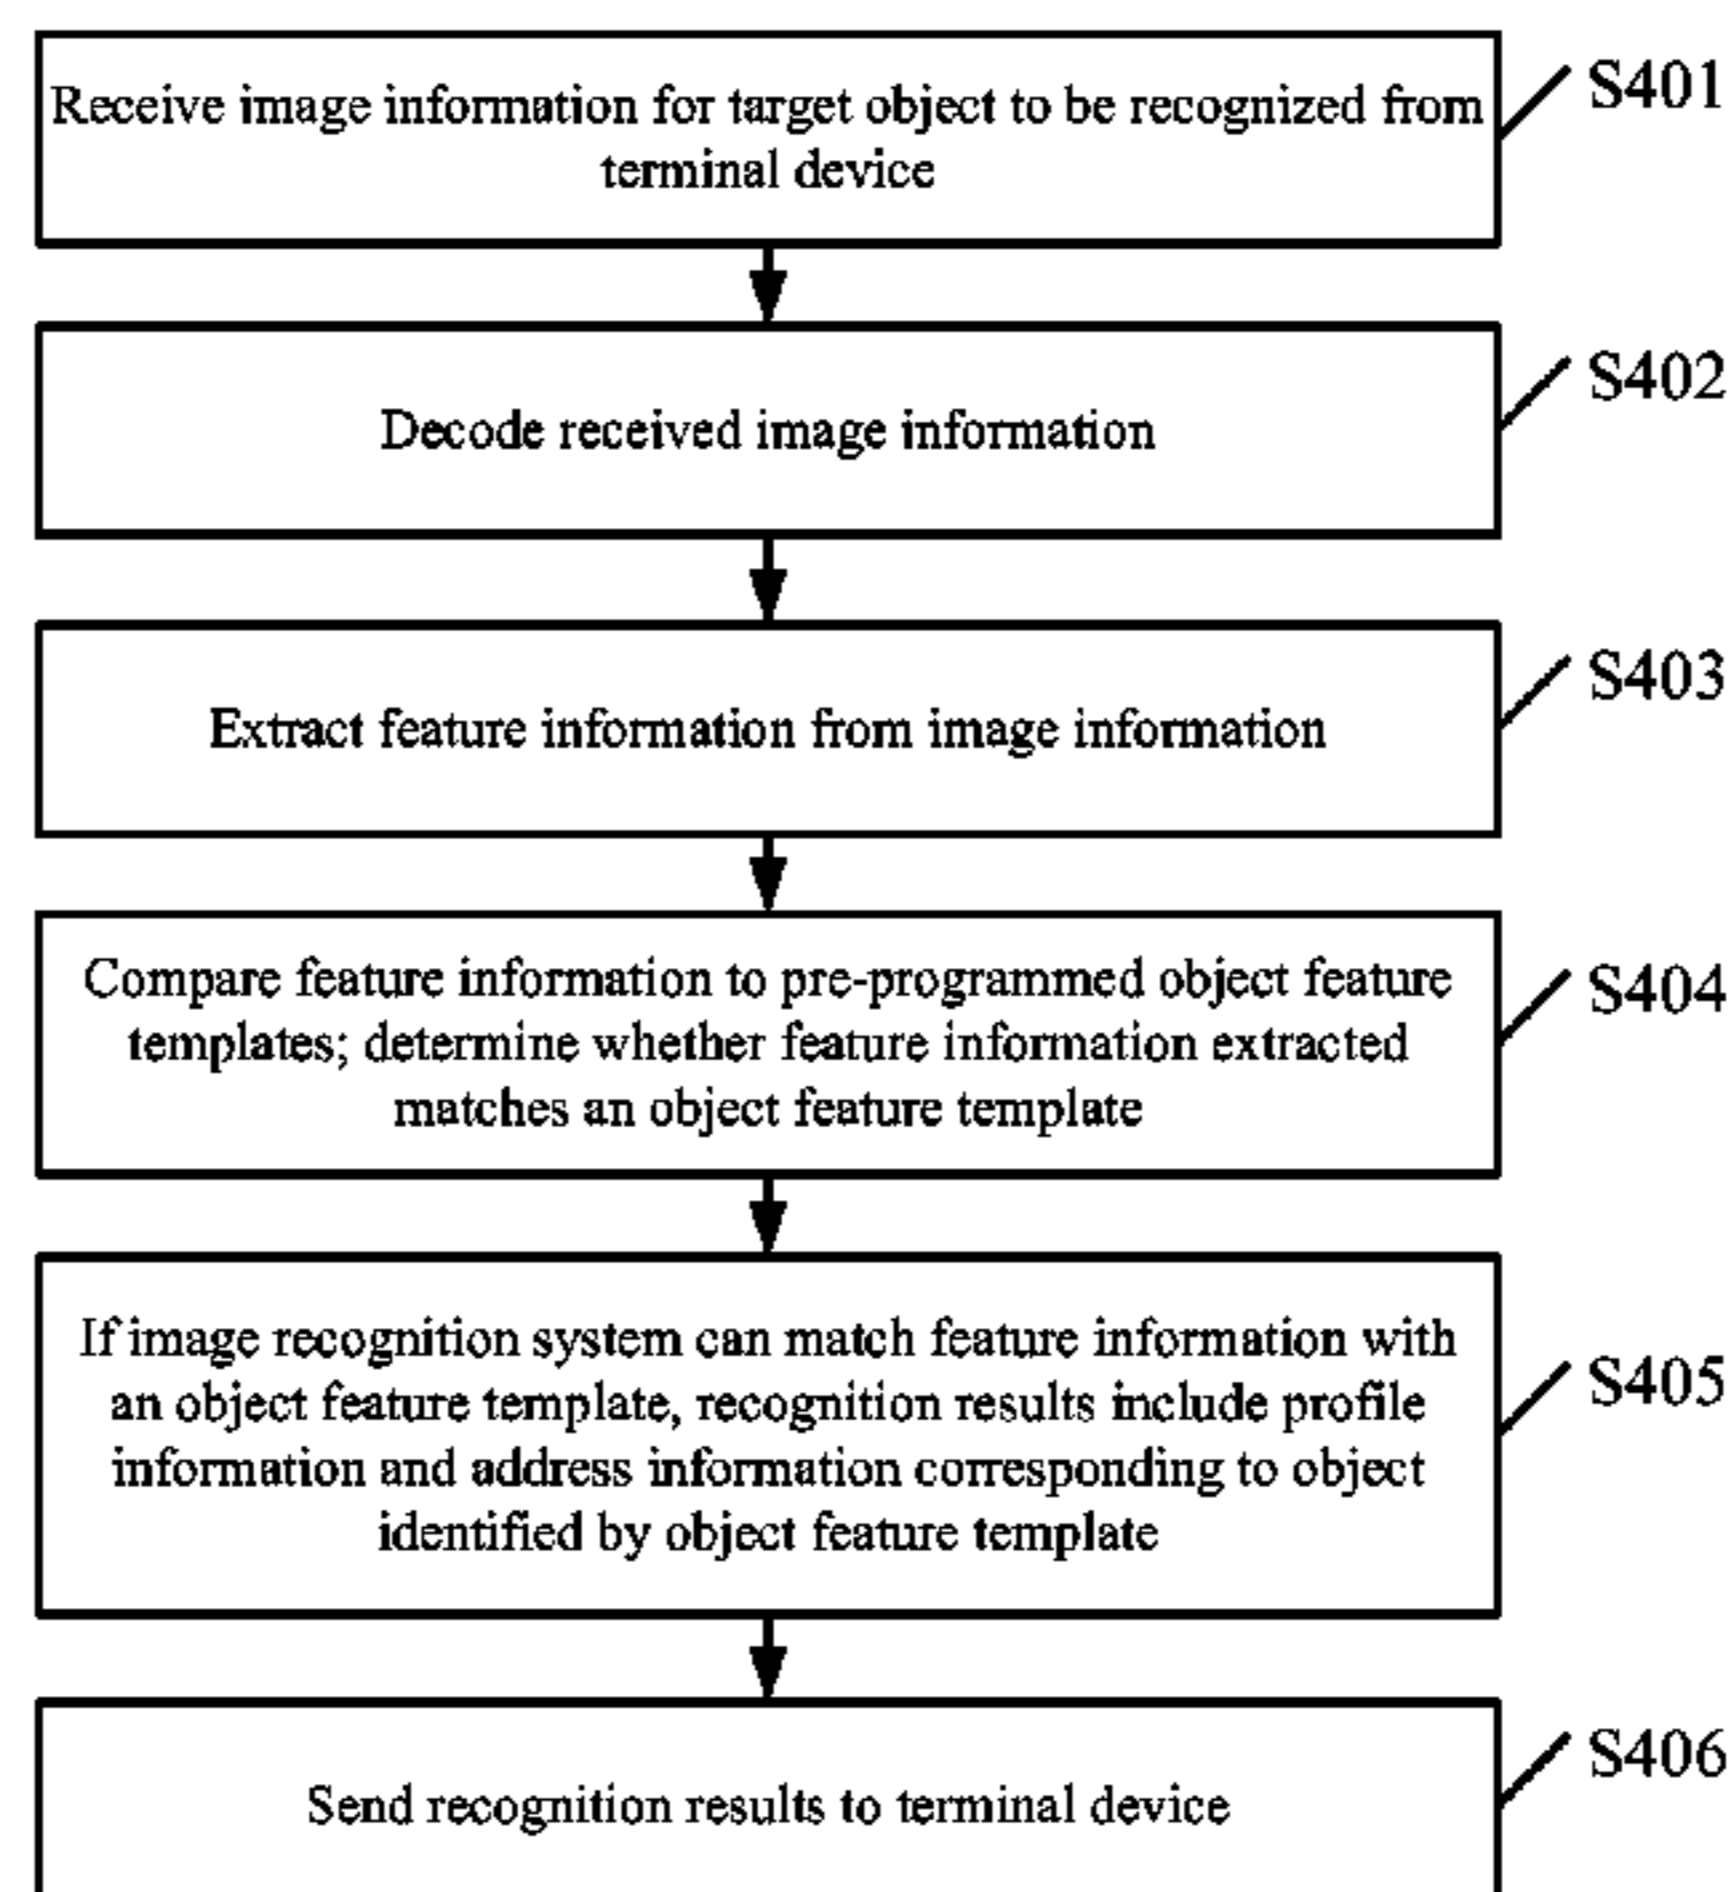 Receive image information for target object to be recognized from
terminal device
S401
Decode received image information
S402
Extract feature information from image information
S403
Compare feature information to pre-programmed object feature
templates; determine whether feature information extracted
matches an object feature template
S404
If image recognition system can match feature information with
an object feature template, recognition results include profile
information and address information corresponding to object
identified by object feature template
S405
Send recognition results to terminal device
S406